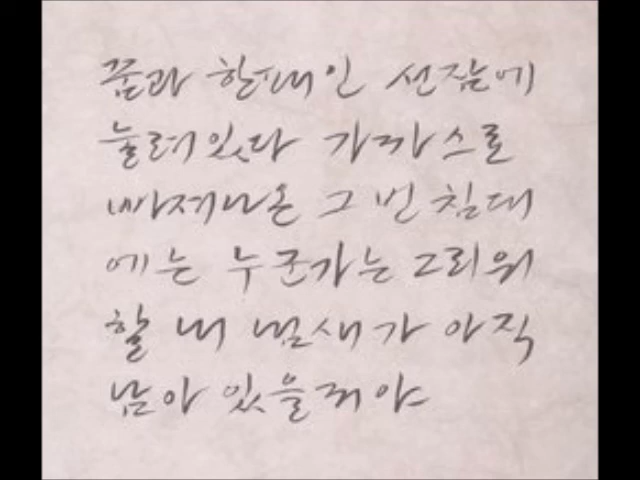 꿈과 한패인 선잠에
눌려있다 가까스로
빠져나온 그 빈 침대
에는 누군가는 그리워
할 내 냄새가 아직
남아 있을거야